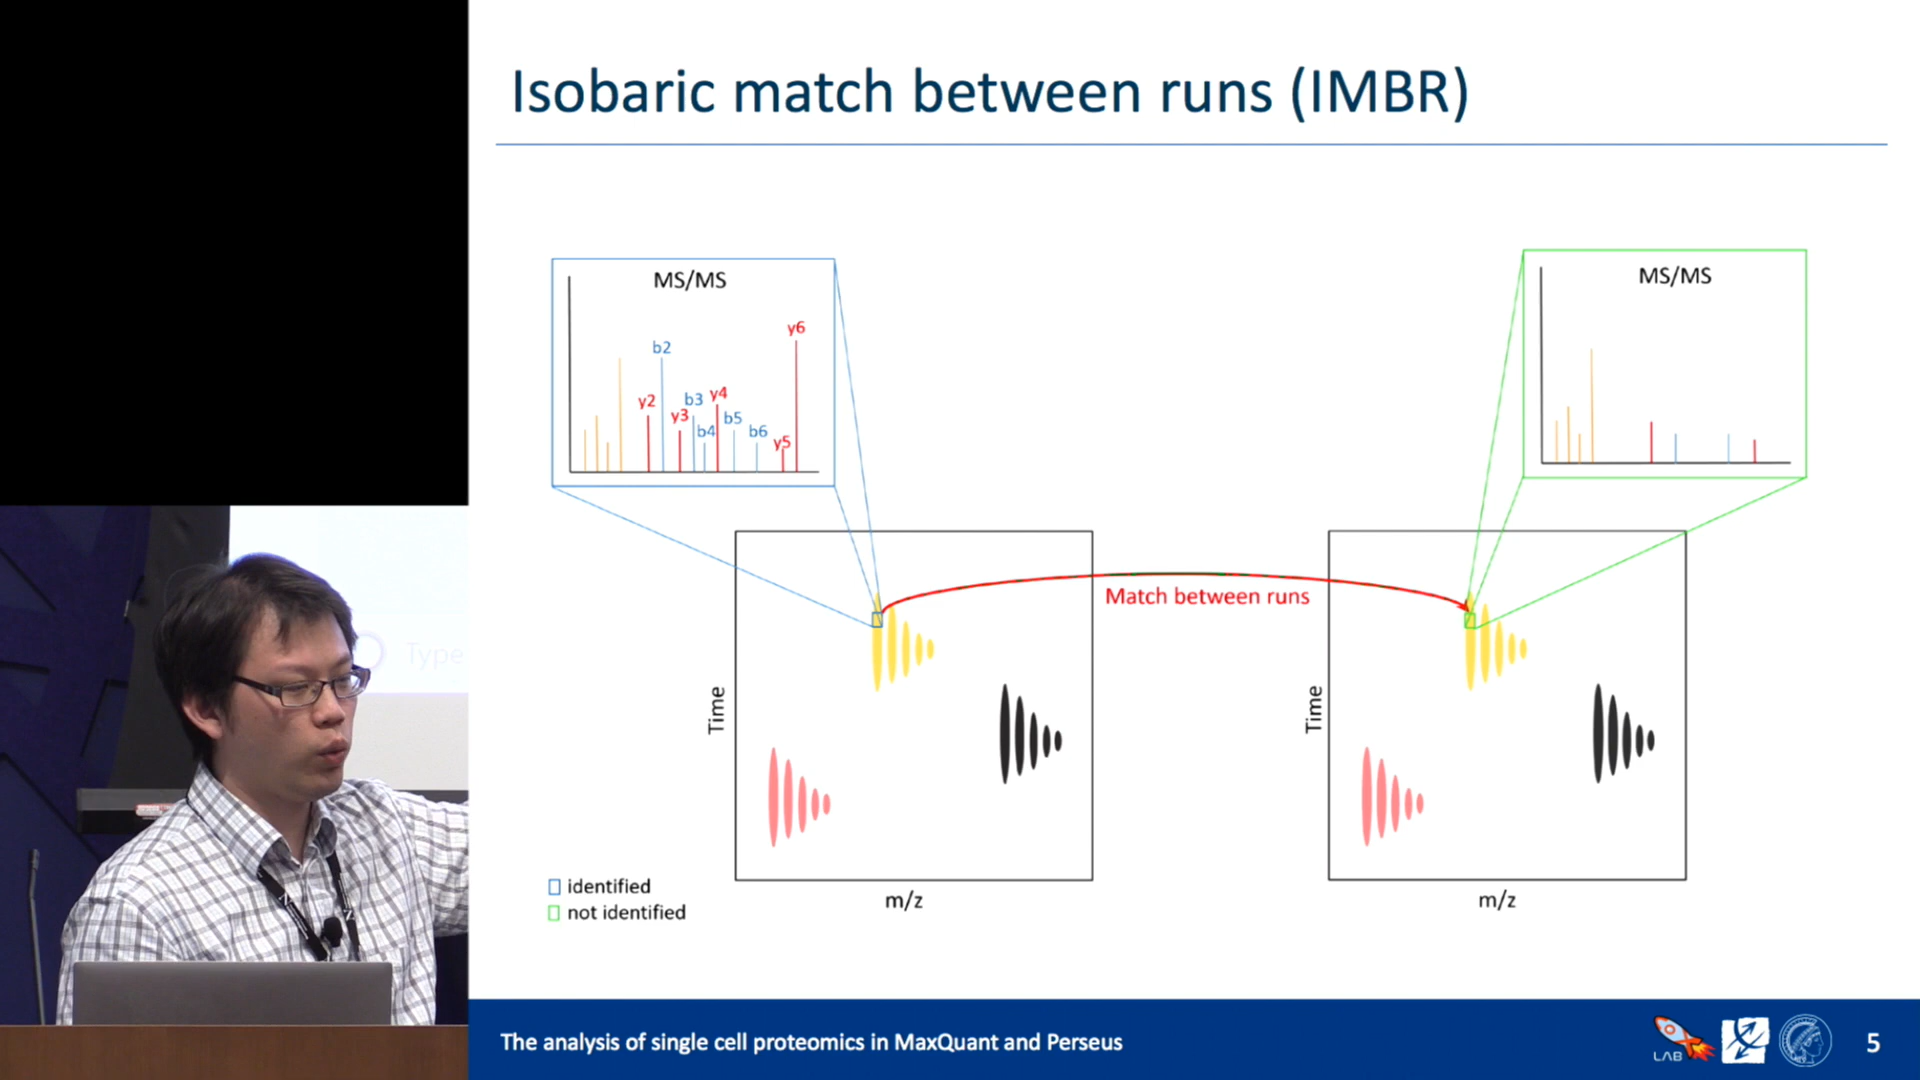 Isobaric match between runs (IMBR)
MS/MS
y6
b2
y2
b3
y4
y3
b4
b5
b6
y5
MS/MS
Match between runs
Time
m/z
Time
m/z
identified
not identified
Type
The analysis of single cell proteomics in MaxQuant and Perseus
LAB
5